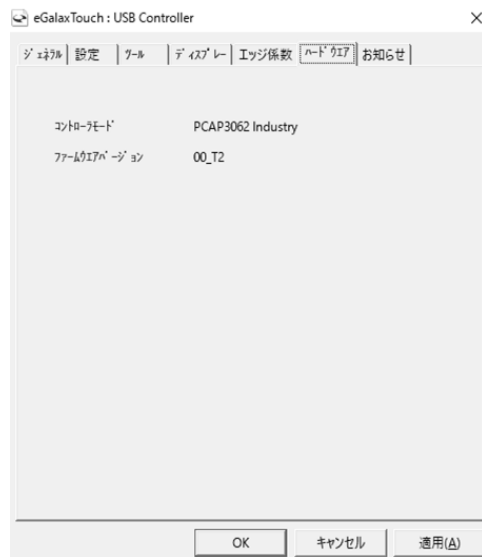 eGalaxTouch : USB Controller
ジェネラル 設定 ツール ディスプレー エッジ係数 ハードウエア お知らせ
コントローラモード PCAP3062 Industry
ファームウエアバージョン 00_T2
OK キャンセル 適用(A)